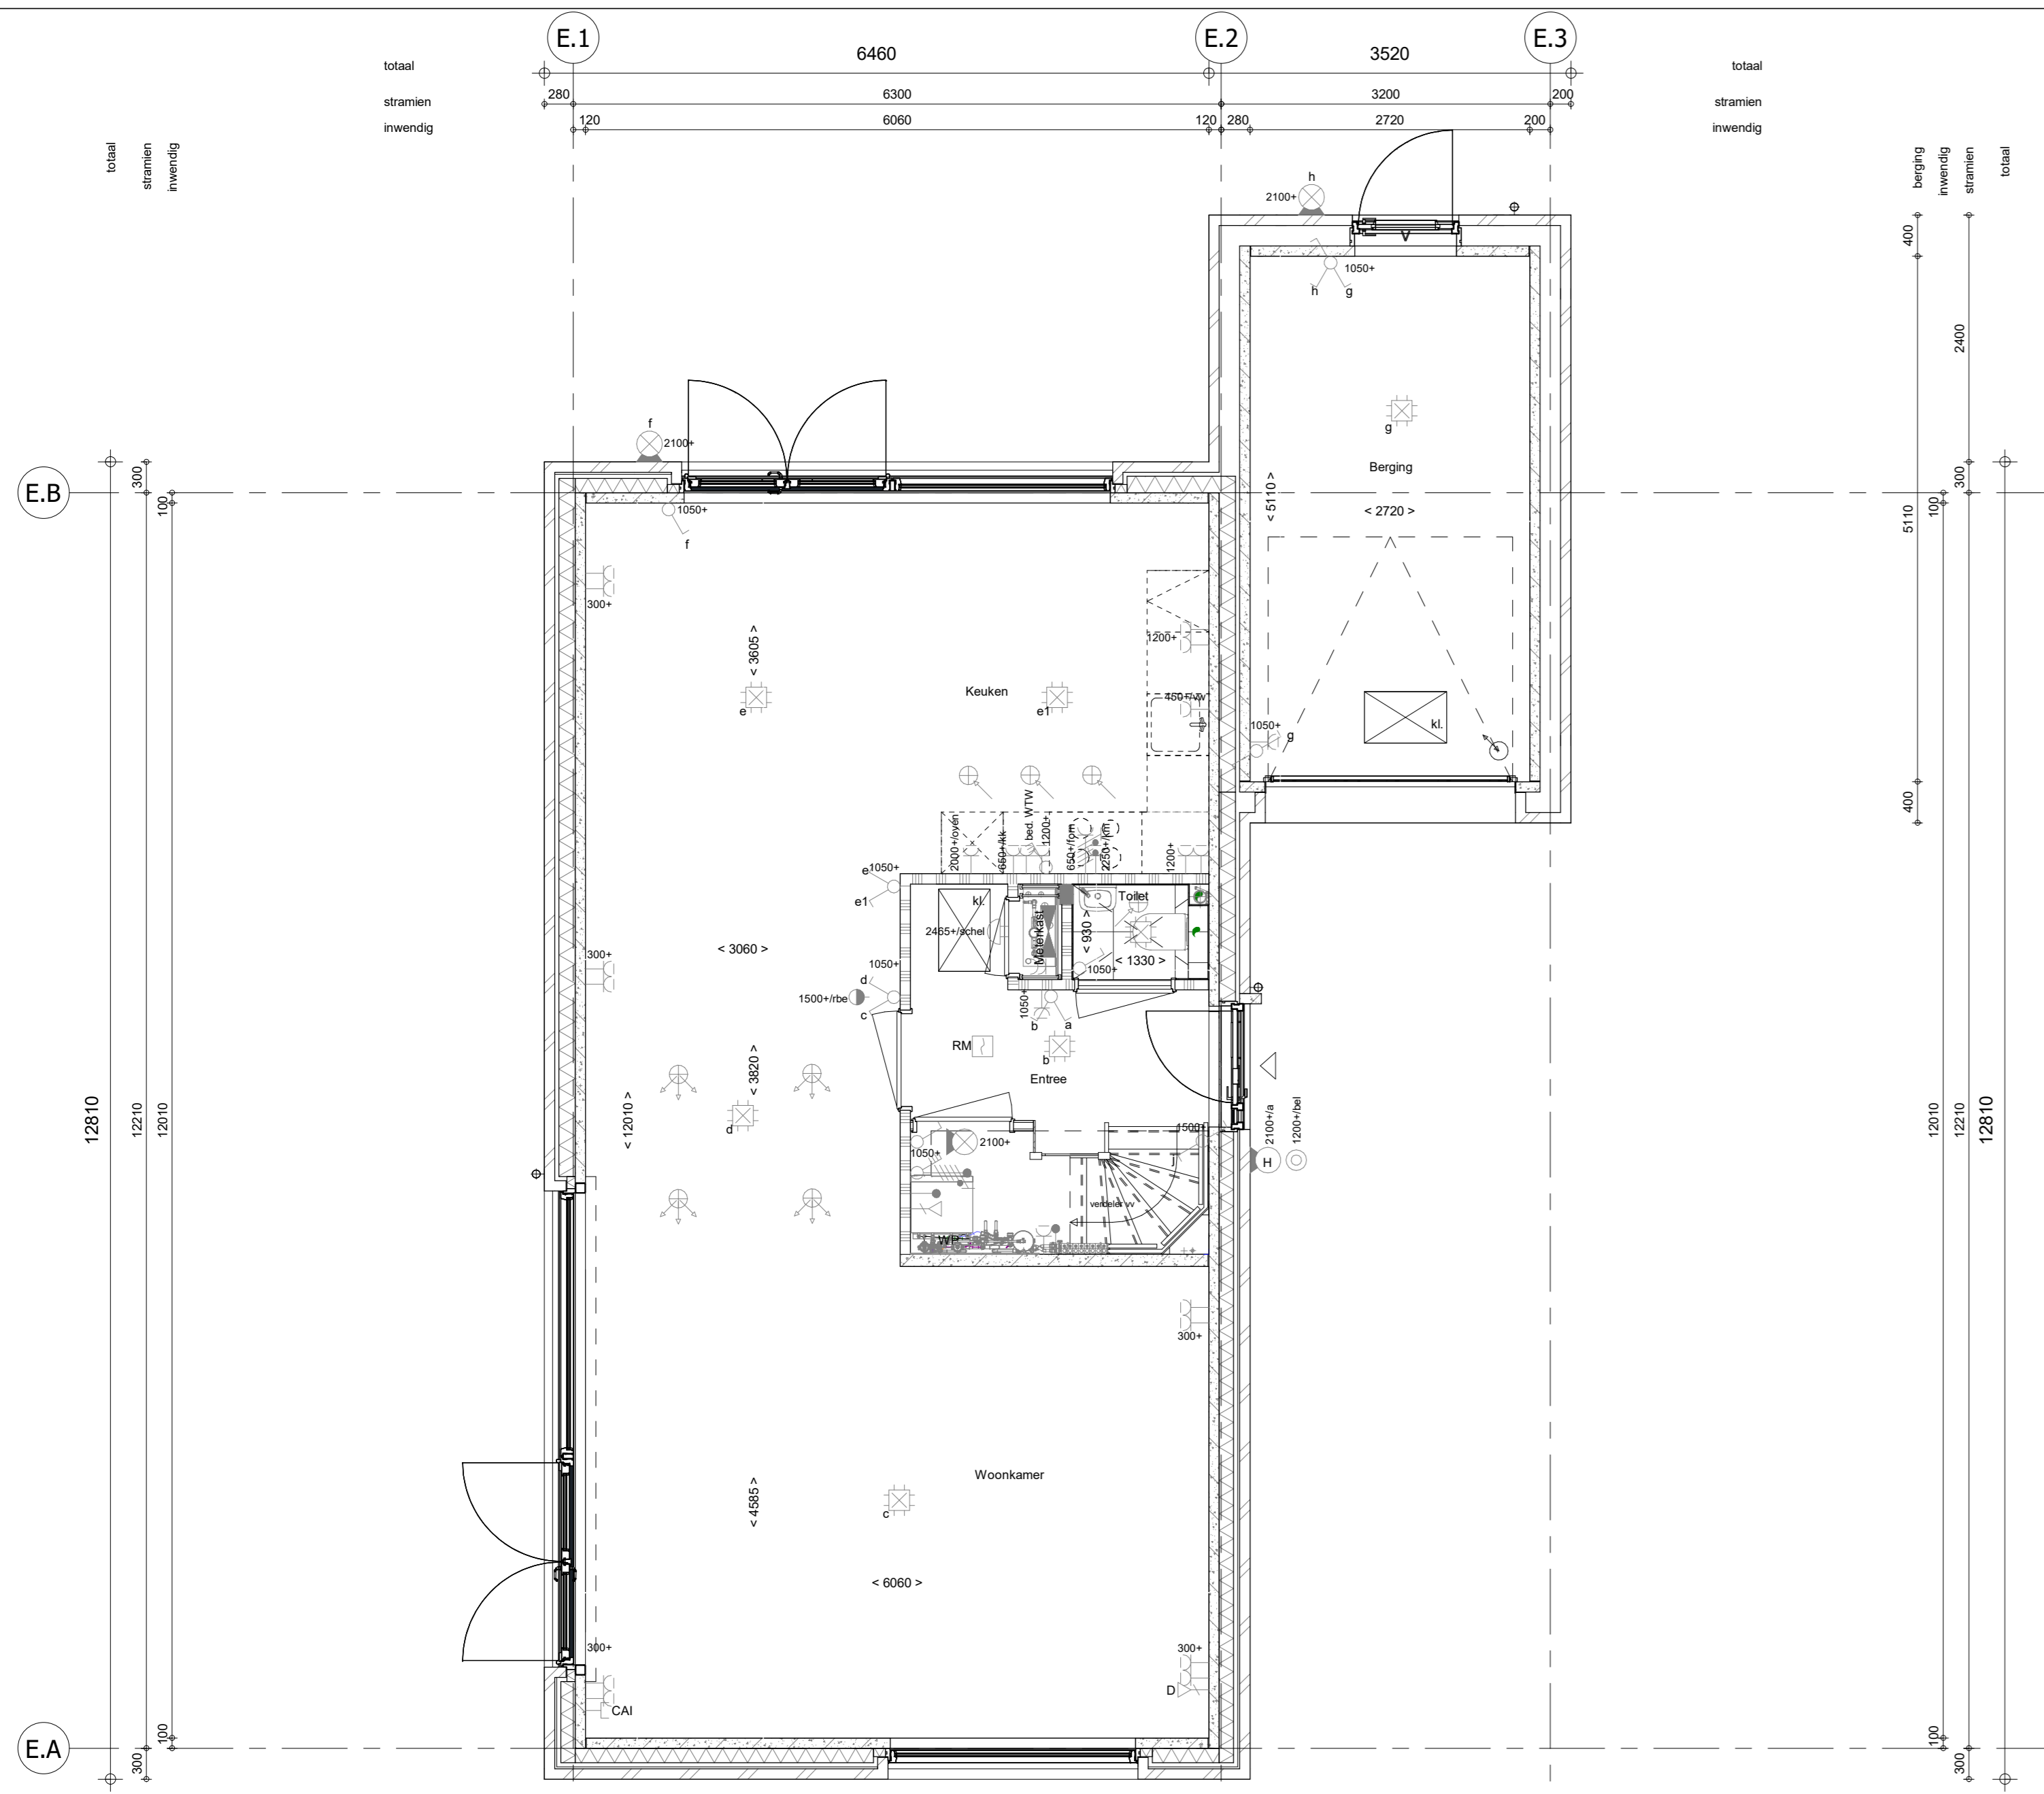 E.1
E.2
E.3
6460
3520
totaal
totaal
280
6300
3200
200
stramien
stramien
120
6060
120
280
2720
200
inwendig
inwendig
totaal
stramien
inwendig
berging
inwendig
stramien
totaal
h
2100+
1050+
h
g
400
2400
f
2100+
g
Berging
E.B
300
100
300
100
5110
< 5110 >
< 2720 >
1050+
f
300+
1200+
< 3605 >
Keuken
e
e1
450+/vw
1050+
g
kl.
400
2000+/oven
650+/kk
bed. WTW
1200+
650+/forn
2250+/km
1200+
e
1050+
e1
kl.
Toilet
2465+/schel
Meterkast
< 930 >
< 1330 >
1050+
< 3060 >
300+
1050+
d
1500+/rbe
c
1050+
b
a
RM
b
Entree
< 3820 >
d
< 12010 >
12810
12210
12010
12010
12210
12810
2100+
1050+
1500+
j
2100+/a
1200+/bel
H
verdeler vv
WP
300+
Woonkamer
< 4585 >
c
< 6060 >
300+
300+
D
CAI
E.A
100
300
100
300